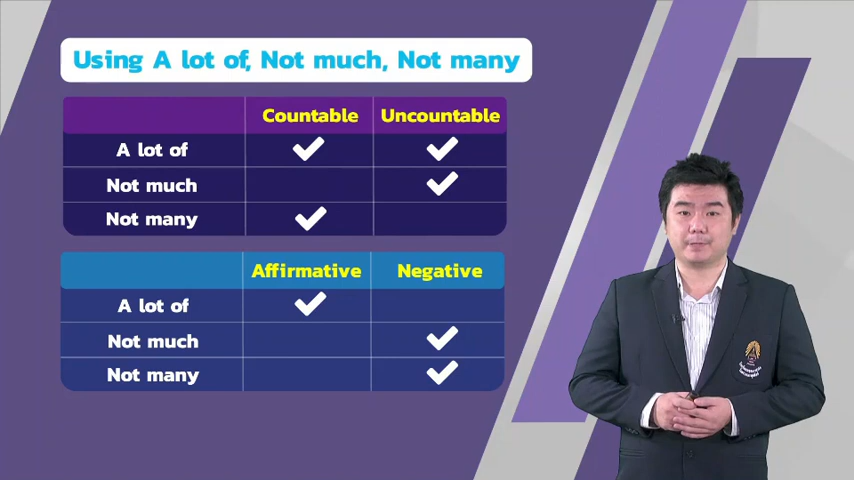 Using A lot of, Not much, Not many
Countable Uncountable
A lot of
Not much
Not many
Affirmative Negative
A lot of
Not much
Not many